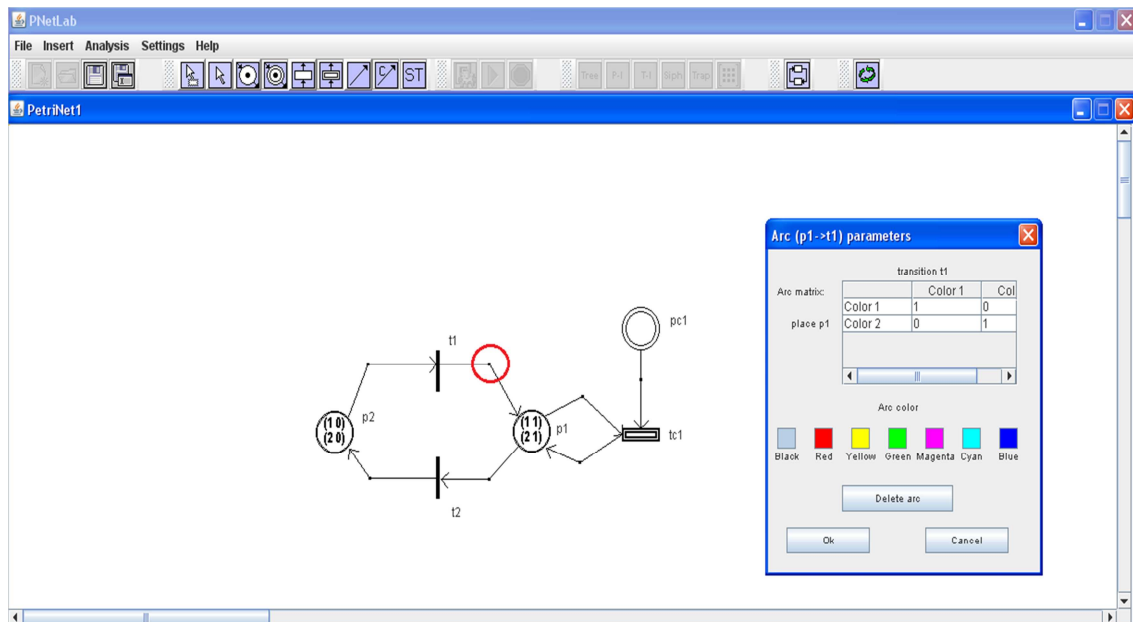 PNetLab
File Insert Analysis Settings Help
C ST Tree P-I T-I Siph Trap
PetriNet1
Arc (p1->t1) parameters
transition t1
Arc matrix: Color 1 Col
Color 1 1 0
place p1 Color 2 0 1
pc1
t1
p2
(1 0)
(2 0)
(1 1)
(2 1)
p1
tc1
t2
Arc color
Black Red Yellow Green Magenta Cyan Blue
Delete arc
Ok Cancel